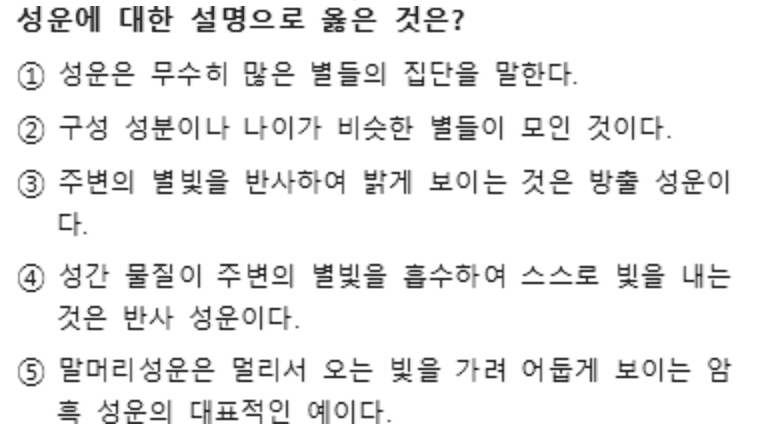 성운에 대한 설명으로 옳은 것은?
① 성운은 무수히 많은 별들의 집단을 말한다.
② 구성 성분이나 나이가 비슷한 별들이 모인 것이다.
③ 주변의 별빛을 반사하여 밝게 보이는 것은 방출 성운이
다.
④ 성간 물질이 주변의 별빛을 흡수하여 스스로 빛을 내는
것은 반사 성운이다.
⑤ 말머리성운은 멀리서 오는 빛을 가려 어둡게 보이는 암
흑 성운의 대표적인 예이다.